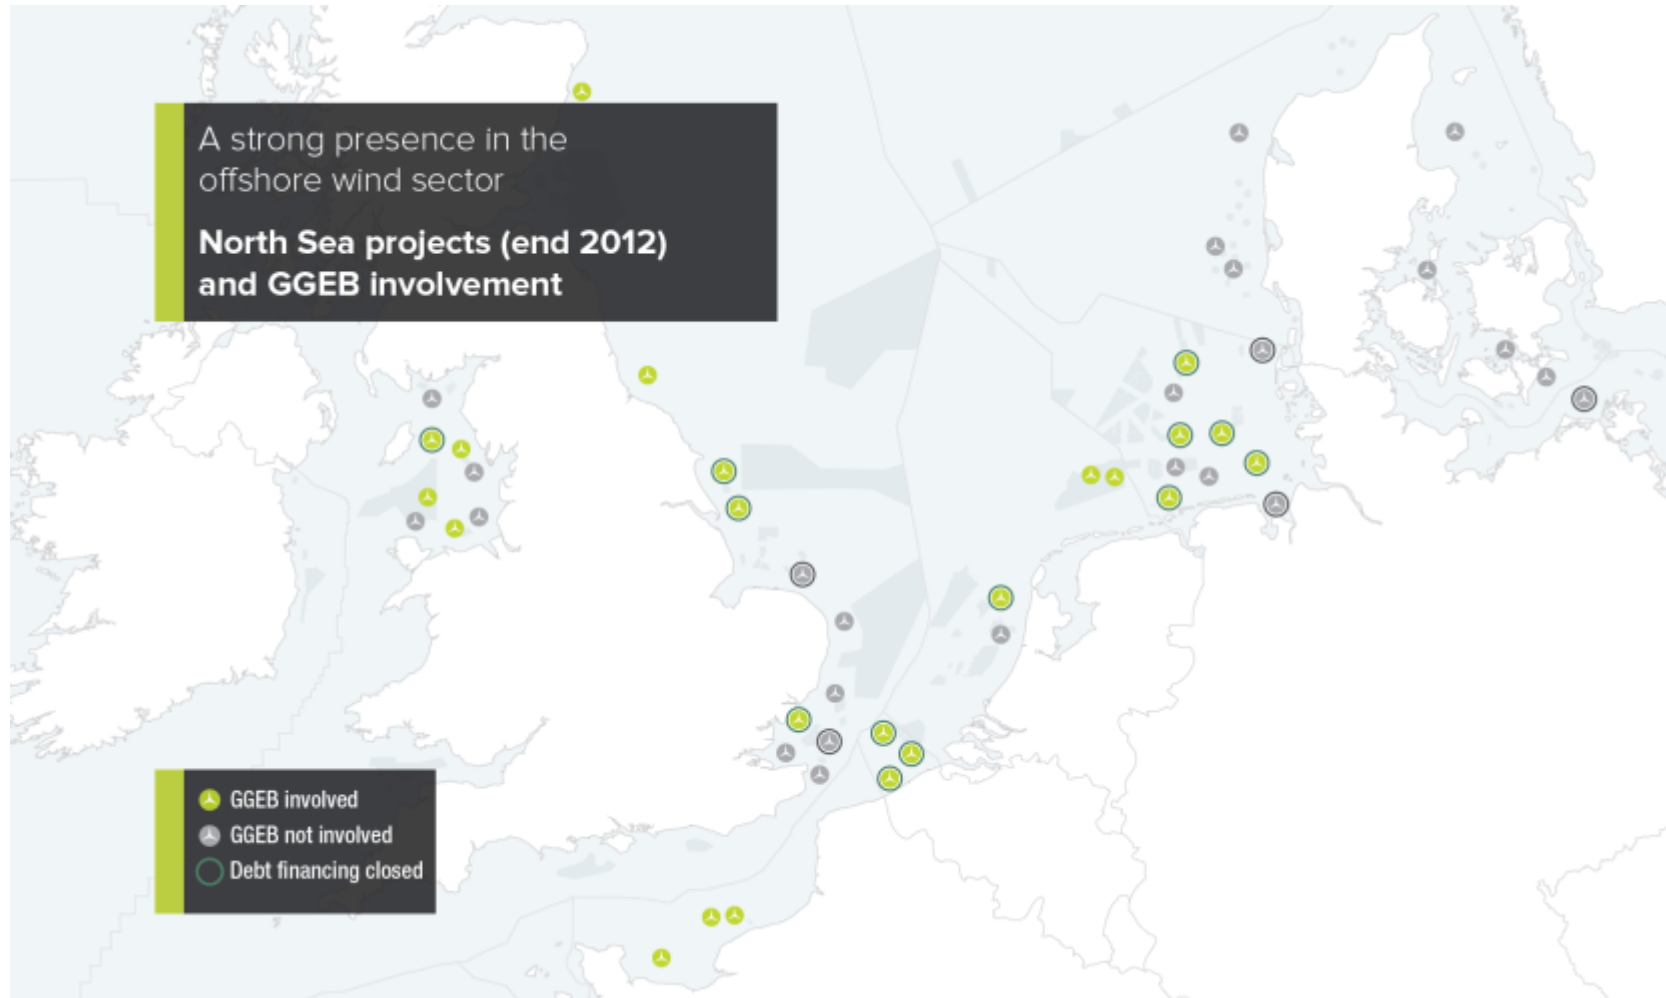 A strong presence in the
offshore wind sector
North Sea projects (end 2012)
and GGEB involvement
GGEB involved
GGEB not involved
Debt financing closed